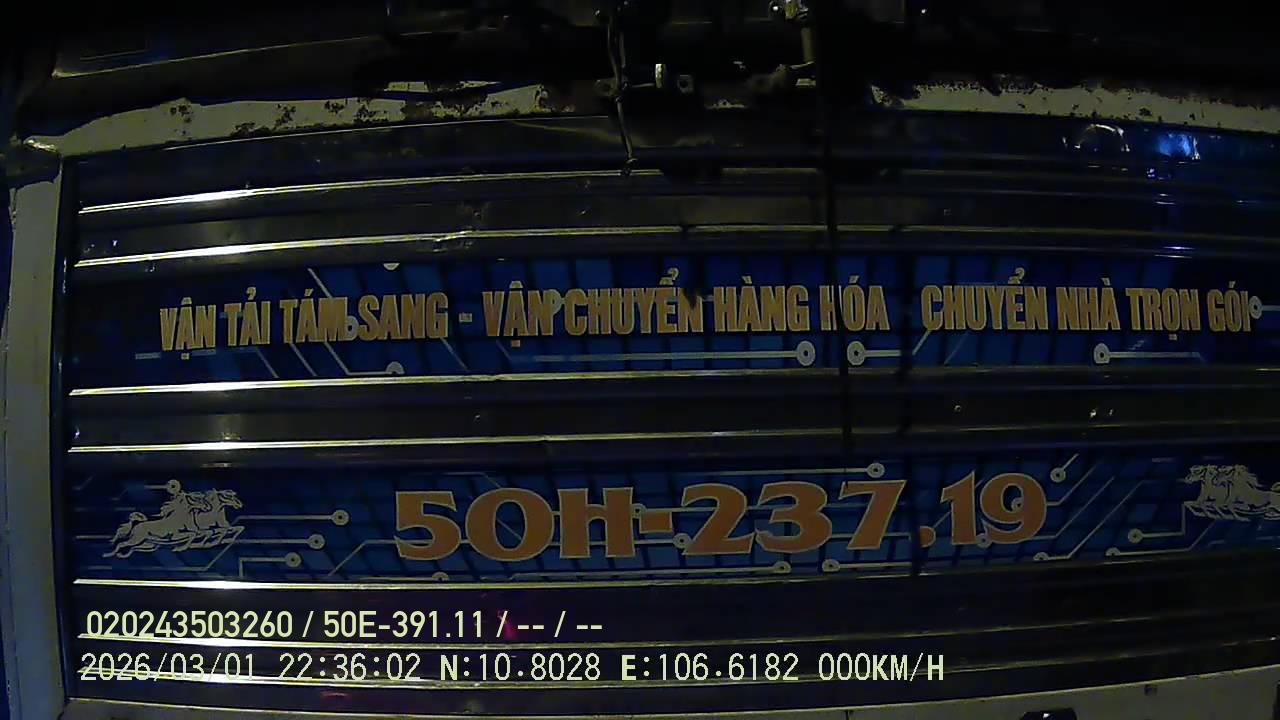 VẬN TẢI TÁM SANG - VẬN CHUYỂN HÀNG HÓA CHUYỂN NHÀ TRỌN GÓI
50H-237.19
020243503260 / 50E-391.11 / -- / --
2026/03/01 22:36:02 N:10.8028 E:106.6182 000KM/H